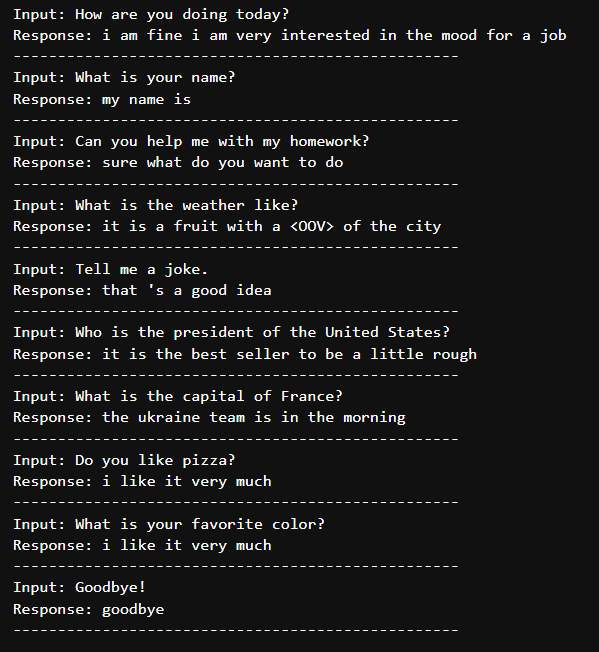 Input: How are you doing today?
Response: i am fine i am very interested in the mood for a job
--------------------------------------------------
Input: What is your name?
Response: my name is
--------------------------------------------------
Input: Can you help me with my homework?
Response: sure what do you want to do
--------------------------------------------------
Input: What is the weather like?
Response: it is a fruit with a <OOV> of the city
--------------------------------------------------
Input: Tell me a joke.
Response: that 's a good idea
--------------------------------------------------
Input: Who is the president of the United States?
Response: it is the best seller to be a little rough
--------------------------------------------------
Input: What is the capital of France?
Response: the ukraine team is in the morning
--------------------------------------------------
Input: Do you like pizza?
Response: i like it very much
--------------------------------------------------
Input: What is your favorite color?
Response: i like it very much
--------------------------------------------------
Input: Goodbye!
Response: goodbye
--------------------------------------------------